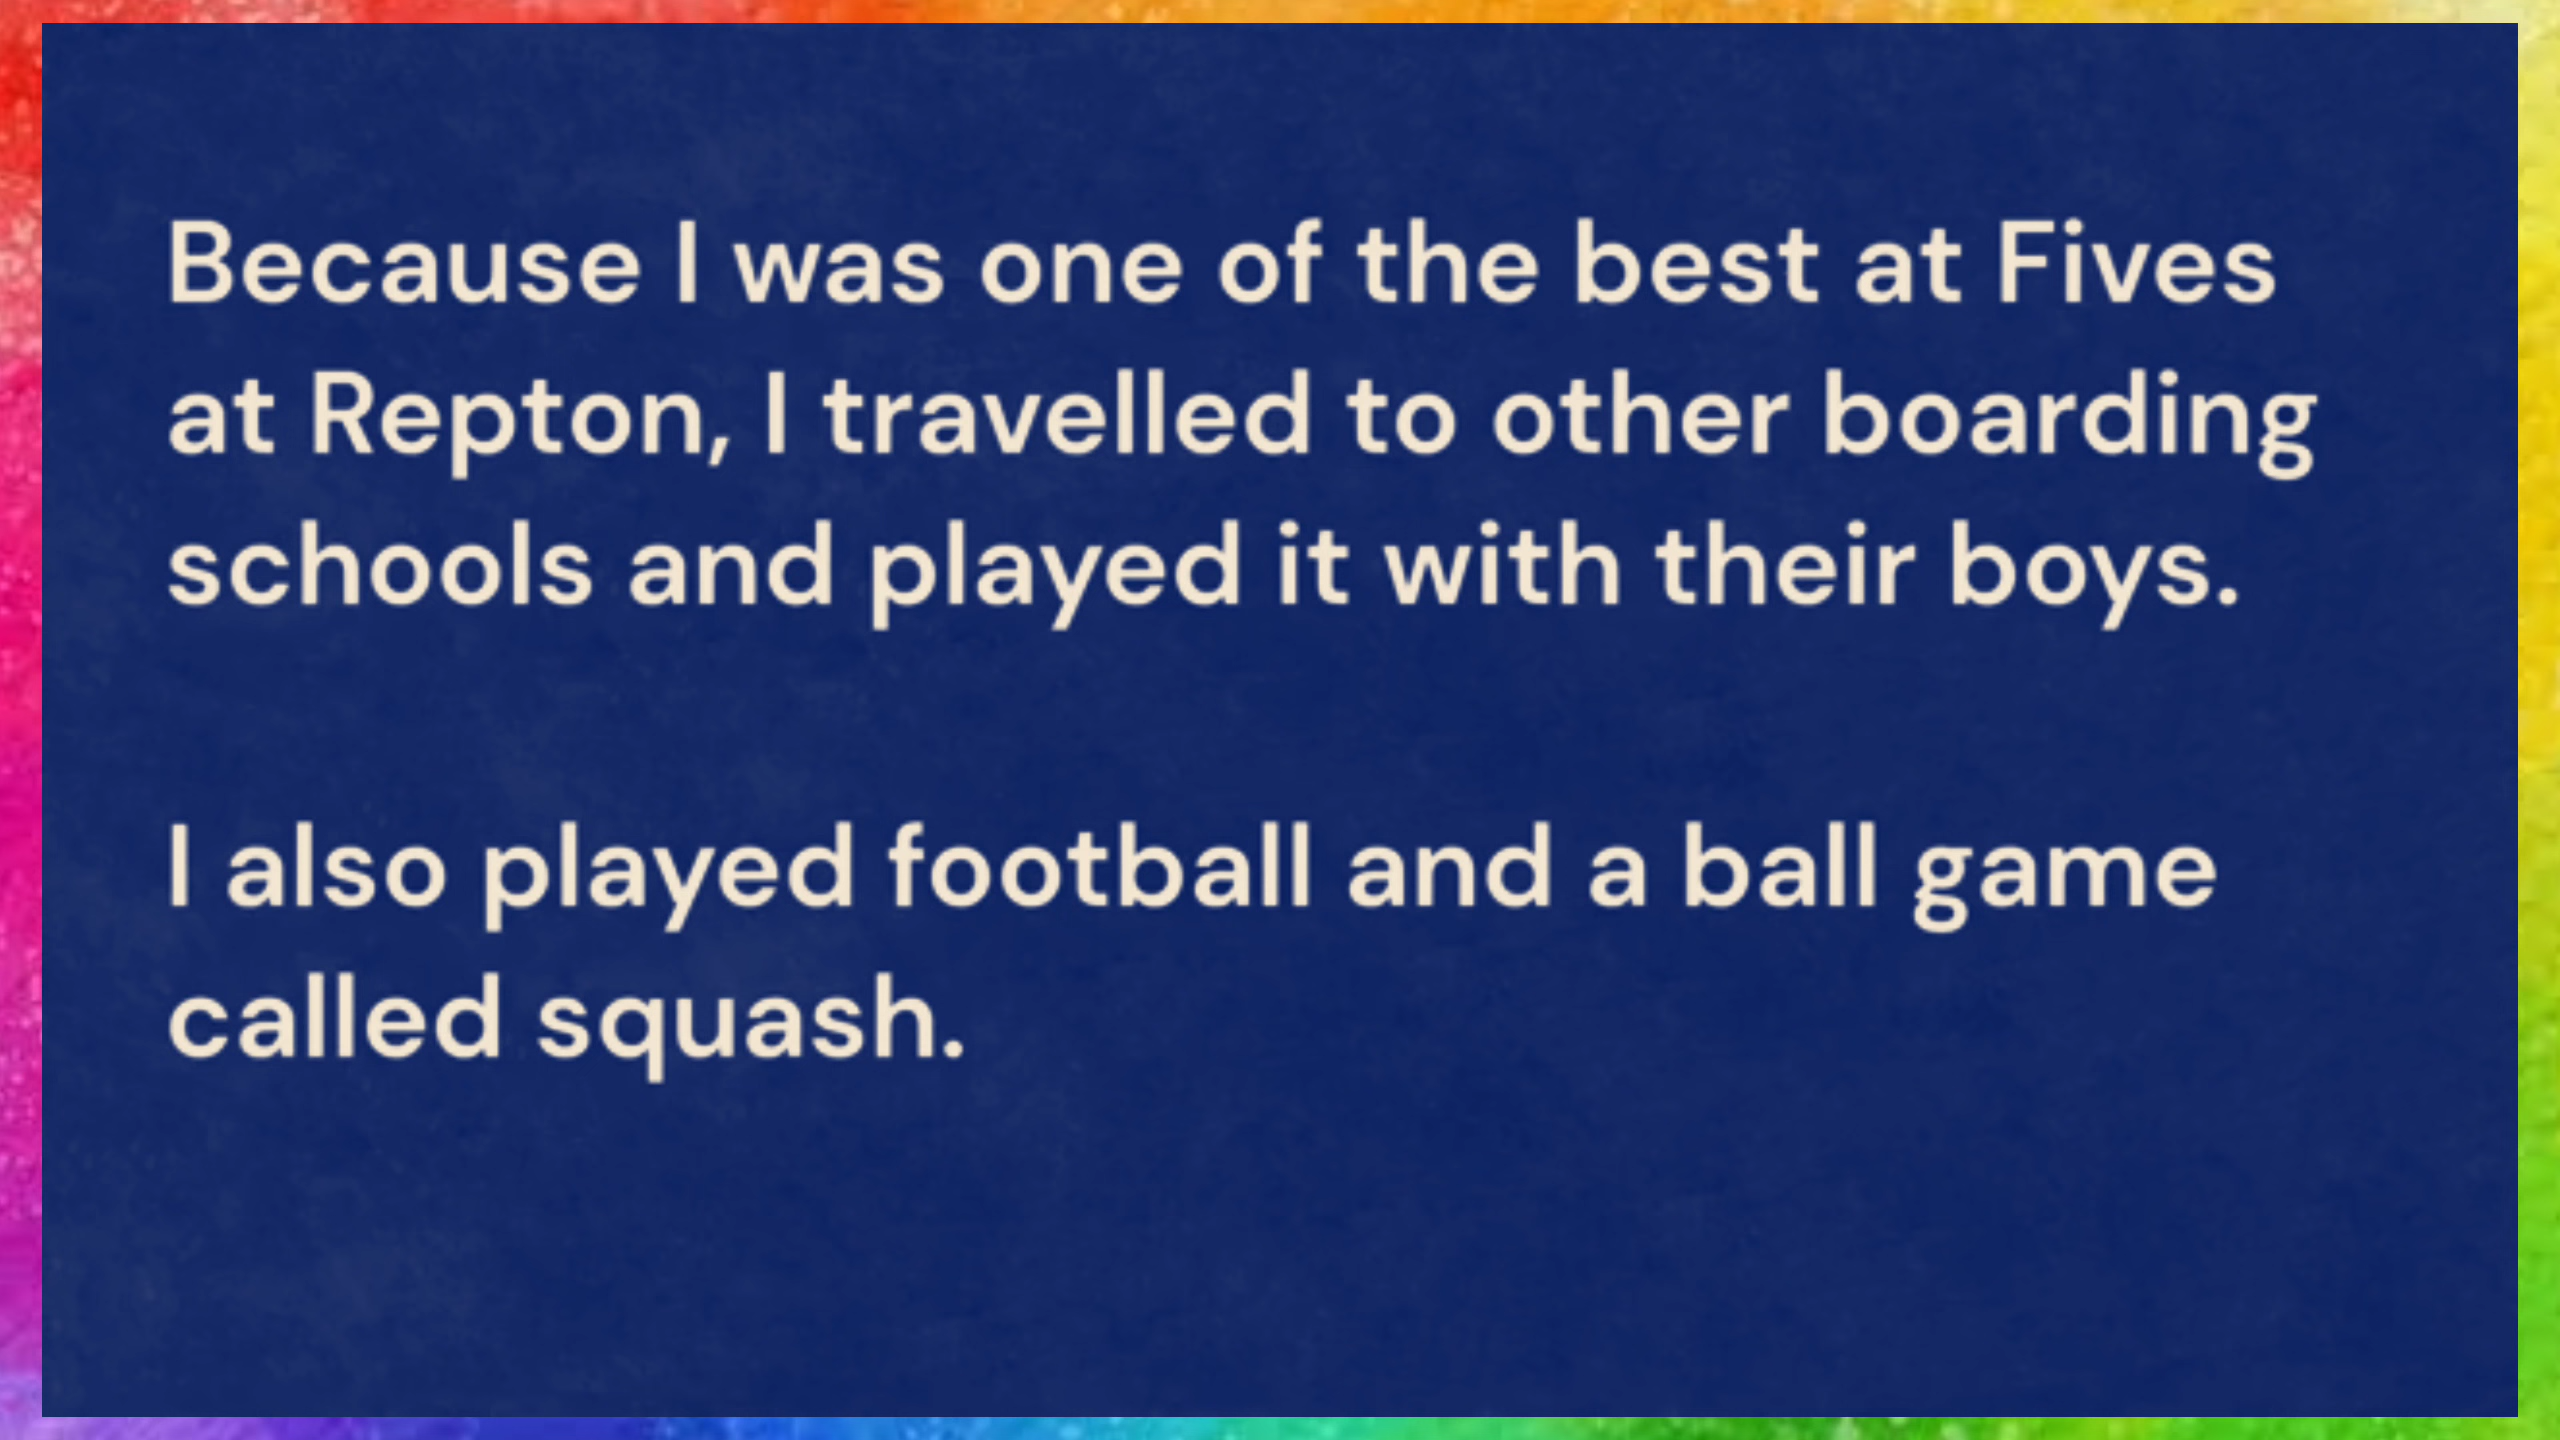 Because I was one of the best at Fives
at Repton, I travelled to other boarding
schools and played it with their boys.
I also played football and a ball game
called squash.